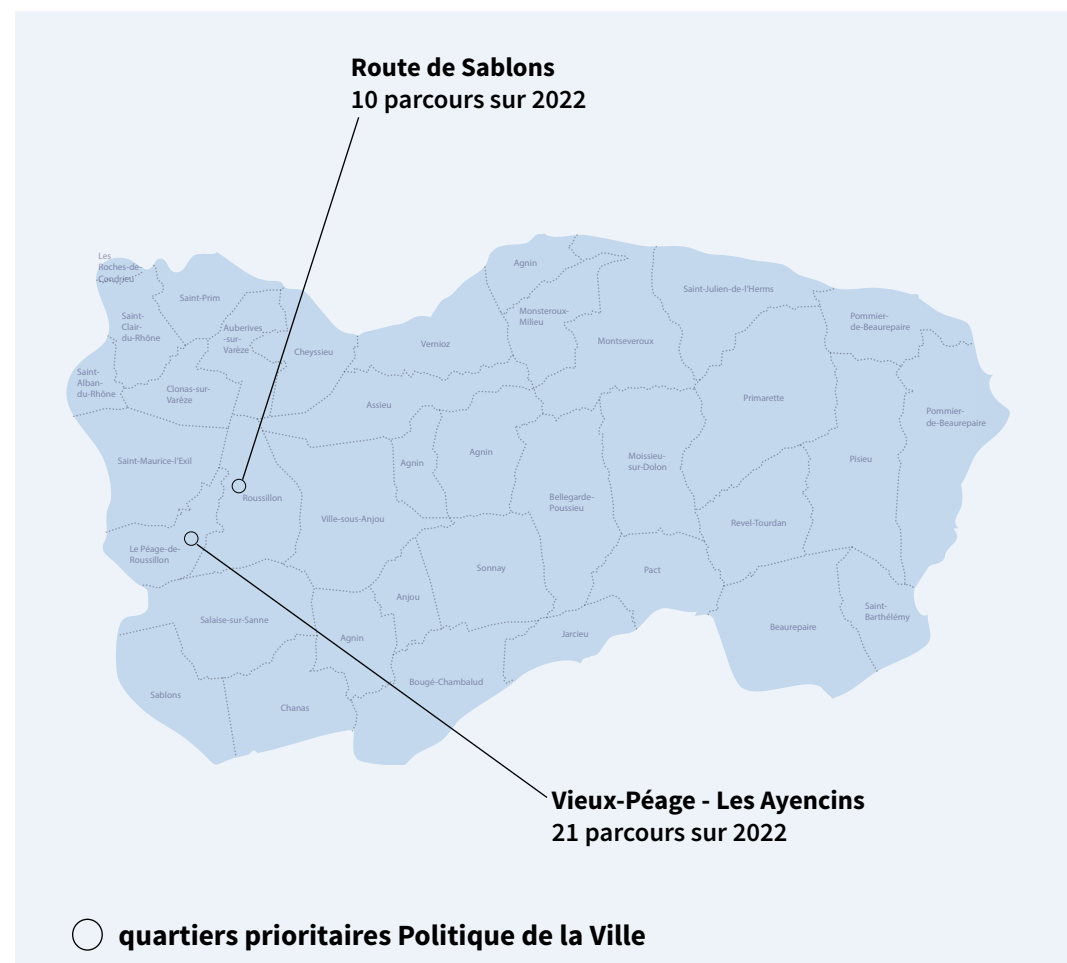 Route de Sablons
10 parcours sur 2022
Les
Roches-de-
Condrieu
Saint-Prim
Saint-
Clair-
du-Rhône
Auberives
-sur-
Varèze
Cheyssieu
Saint-
Alban-
du-Rhône
Clonas-sur-
Varèze
Vernioz
Agnin
Monsteroux-
Milieu
Montseveroux
Saint-Julien-de-l'Herms
Pommier-
de-Beaurepaire
Assieu
Primarette
Pommier-
de-Beaurepaire
Saint-Maurice-l'Exil
Agnin
Agnin
Moissieu-
sur-Dolon
Pisieu
Roussillon
Ville-sous-Anjou
Bellegarde-
Poussieu
Revel-Tourdan
Le Péage-de-
Roussillon
Sonnay
Pact
Anjou
Salaise-sur-Sanne
Agnin
Jarcieu
Beaurepaire
Saint-
Barthélémy
Sablons
Chanas
Bougé-Chambalud
Vieux-Péage - Les Ayencins
21 parcours sur 2022
quartiers prioritaires Politique de la Ville